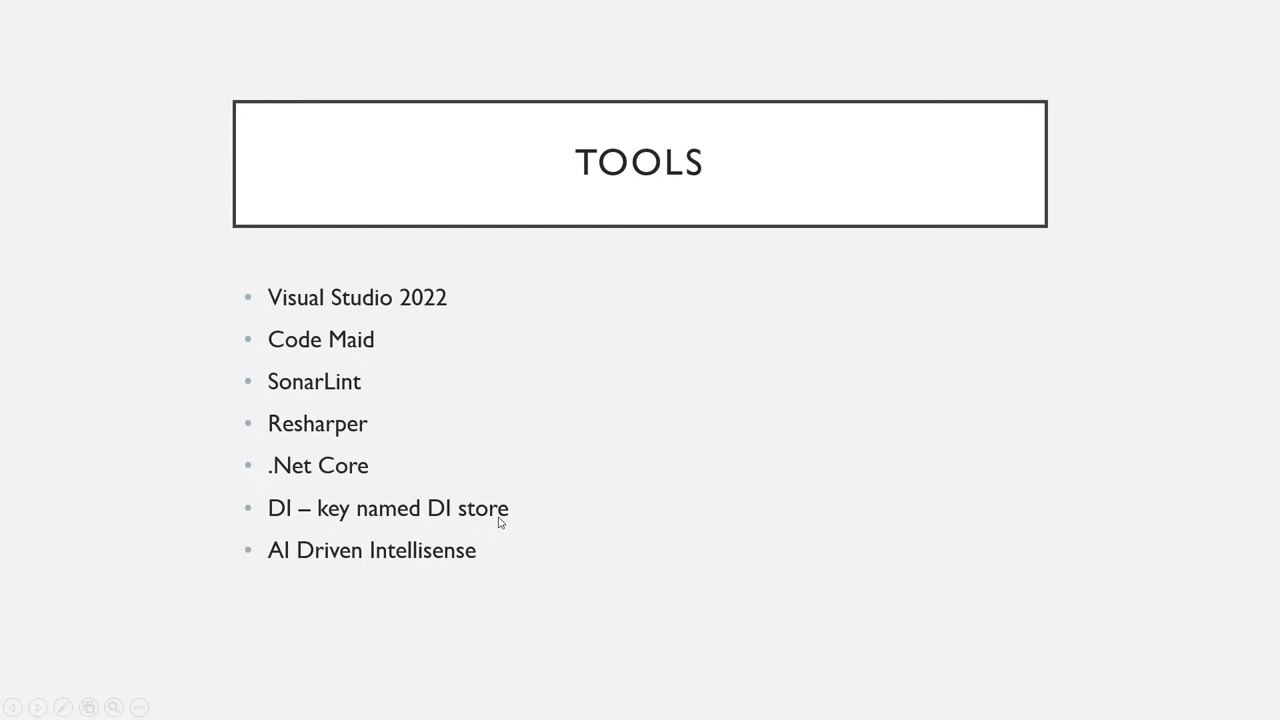 TOOLS
• Visual Studio 2022
• Code Maid
• SonarLint
• Resharper
• .Net Core
• DI – key named DI store
• AI Driven Intellisense